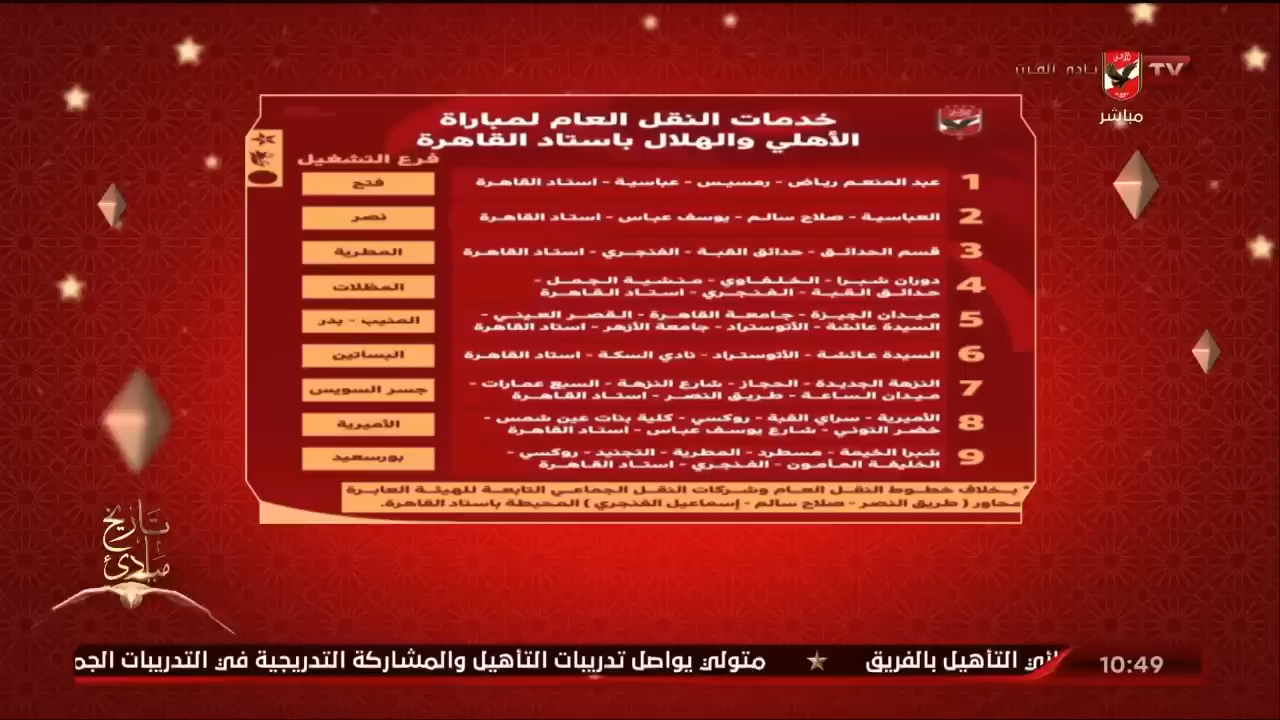 نادي القرن
TV
مباشر
خدمات النقل العام لمباراة
الأهلي والهلال باستاد القاهرة
فرع التشغيل
1 عبد المنعم رياض - رمسيس - عباسية - استاد القاهرة فتح
2 العباسية - صلاح سالم - يوسف عباس - استاد القاهرة نصر
3 قسم الحدائق - حدائق القبة - الفنجري - استاد القاهرة المطرية
4 دوران شبرا - الخلفاوي - منشية الجمل -
حدائق القبة - الفنجري - استاد القاهرة المظلات
5 ميدان الجيزة - جامعة القاهرة - القصر العيني -
السيدة عائشة - الأتوستراد - جامعة الأزهر - استاد القاهرة المنيب - بدر
6 السيدة عائشة - الأتوستراد - نادي السكة - استاد القاهرة البساتين
7 النزهة الجديدة - الحجاز - شارع النزهة - السبع عمارات -
ميدان الساعة - طريق النصر - استاد القاهرة جسر السويس
8 الأميرية - سراي القبة - روكسي - كلية بنات عين شمس -
خضر التوني - شارع يوسف عباس - استاد القاهرة الأميرية
9 شبرا الخيمة - مسطرد - المطرية - التجنيد - روكسي -
الخليفة المأمون - الفنجري - استاد القاهرة بورسعيد
* بخلاف خطوط النقل العام وشركات النقل الجماعي التابعة للهيئة العابرة
محاور ( طريق النصر - صلاح سالم - إسماعيل الفنجري ) المحيطة باستاد القاهرة.
تاريخ
مبادئ
ائي التأهيل بالفريق ★ متولي يواصل تدريبات التأهيل والمشاركة التدريجية في التدريبات الجم
10:49